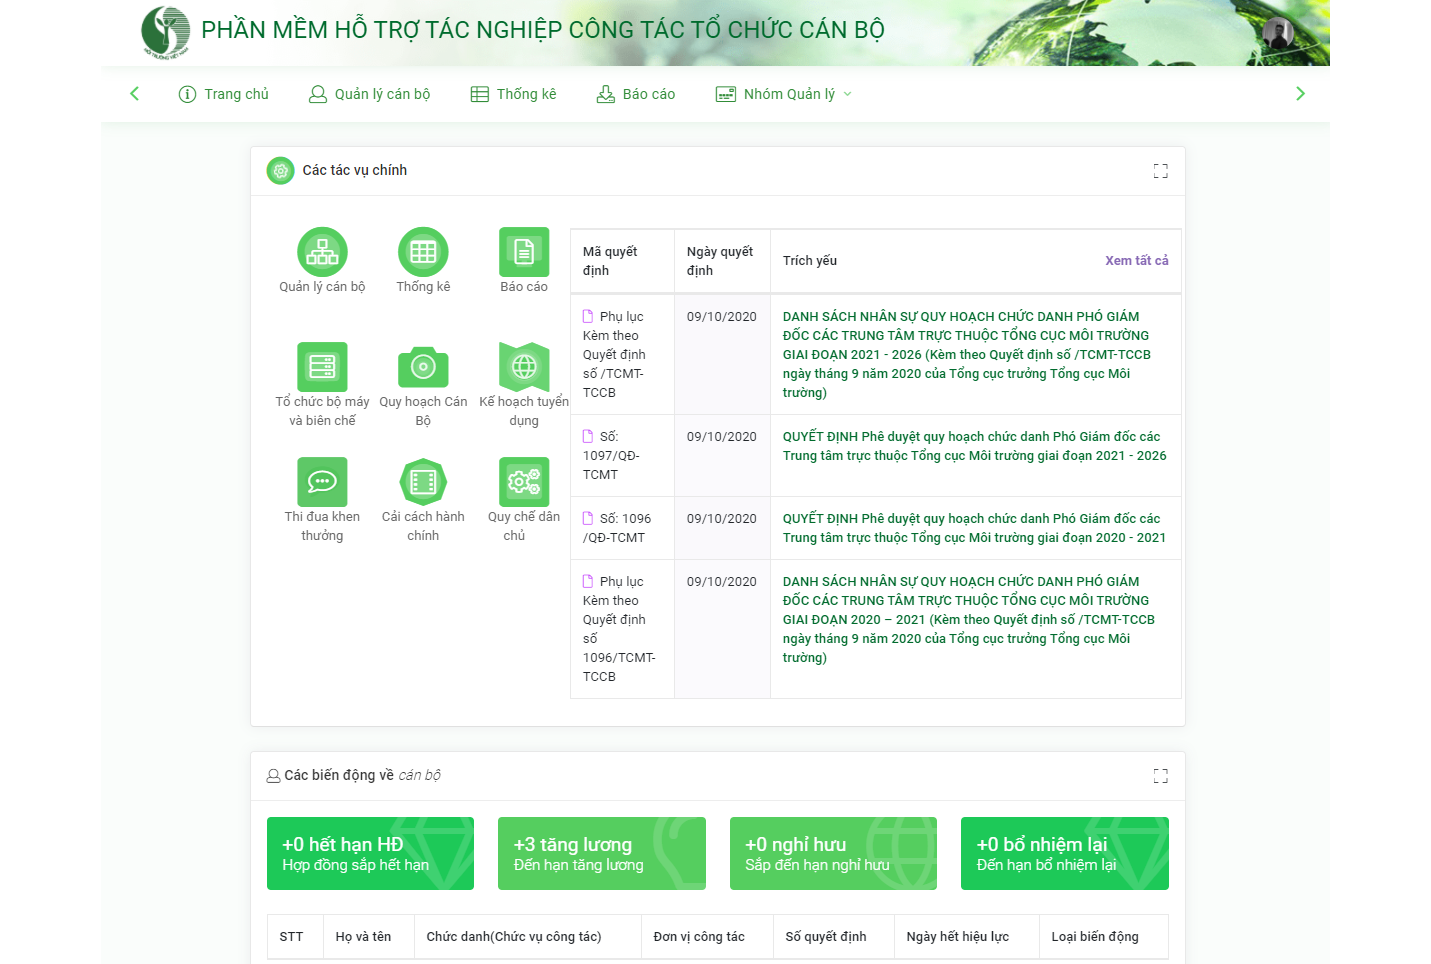 PHẦN MỀM HỖ TRỢ TÁC NGHIỆP CÔNG TÁC TỔ CHỨC CÁN BỘ
Trang chủ
Quản lý cán bộ
Thống kê
Báo cáo
Nhóm Quản lý
Các tác vụ chính
Quản lý cán bộ
Thống kê
Báo cáo
Tổ chức bộ máy
và biên chế
Quy hoạch Cán
Bộ
Kế hoạch tuyển
dụng
Thi đua khen
thưởng
Cải cách hành
chính
Quy chế dân
chủ
Mã quyết
định
Ngày quyết
định
Trích yếu
Xem tất cả
Phụ lục
Kèm theo
Quyết định
số /TCMT-
TCCB
09/10/2020
DANH SÁCH NHÂN SỰ QUY HOẠCH CHỨC DANH PHÓ GIÁM
ĐỐC CÁC TRUNG TÂM TRỰC THUỘC TỔNG CỤC MÔI TRƯỜNG
GIAI ĐOẠN 2021 - 2026 (Kèm theo Quyết định số /TCMT-TCCB
ngày tháng 9 năm 2020 của Tổng cục trưởng Tổng cục Môi
trường)
Số:
1097/QĐ-
TCMT
09/10/2020
QUYẾT ĐỊNH Phê duyệt quy hoạch chức danh Phó Giám đốc các
Trung tâm trực thuộc Tổng cục Môi trường giai đoạn 2021 - 2026
Số: 1096
/QĐ-TCMT
09/10/2020
QUYẾT ĐỊNH Phê duyệt quy hoạch chức danh Phó Giám đốc các
Trung tâm trực thuộc Tổng cục Môi trường giai đoạn 2020 - 2021
Phụ lục
Kèm theo
Quyết định
số
1096/TCMT-
TCCB
09/10/2020
DANH SÁCH NHÂN SỰ QUY HOẠCH CHỨC DANH PHÓ GIÁM
ĐỐC CÁC TRUNG TÂM TRỰC THUỘC TỔNG CỤC MÔI TRƯỜNG
GIAI ĐOẠN 2020 – 2021 (Kèm theo Quyết định số /TCMT-TCCB
ngày tháng 9 năm 2020 của Tổng cục trưởng Tổng cục Môi
trường)
Các biến động về cán bộ
+0 hết hạn HĐ
Hợp đồng sắp hết hạn
+3 tăng lương
Đến hạn tăng lương
+0 nghỉ hưu
Sắp đến hạn nghỉ hưu
+0 bổ nhiệm lại
Đến hạn bổ nhiệm lại
STT
Họ và tên
Chức danh(Chức vụ công tác)
Đơn vị công tác
Số quyết định
Ngày hết hiệu lực
Loại biến động